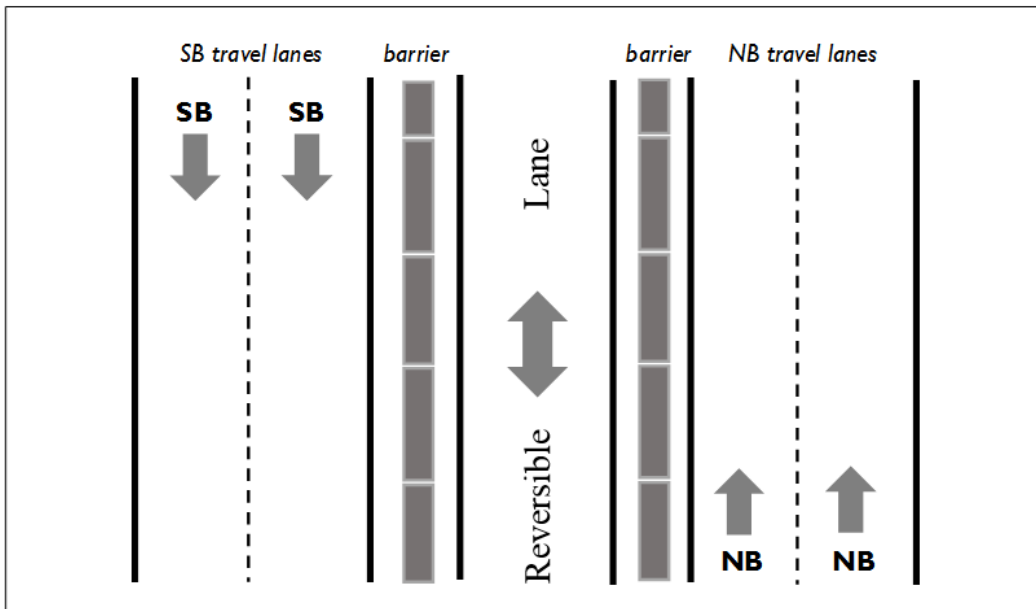 SB travel lanes
barrier
barrier
NB travel lanes
SB
SB
Reversible Lane
NB
NB